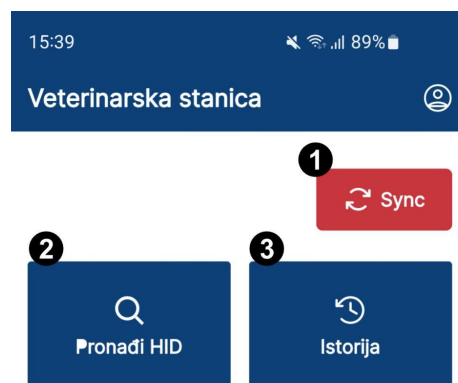 15:39 89%
Veterinarska stanica
1
Sync
2 3
Pronađi HID Istorija